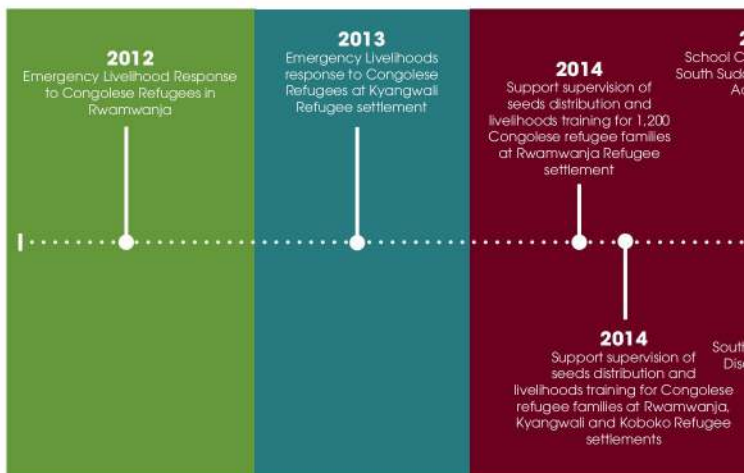 2012
Emergency Livelihood Response
to Congolese Refugees in
Rwamwanja
2013
Emergency Livelihoods
response to Congolese
Refugees at Kyangwali
Refugee settlement
2014
Support supervision of
seeds distribution and
livelihoods training for 1,200
Congolese refugee families
at Rwamwanja Refugee
settlement
2014
Support supervision of
seeds distribution and
livelihoods training for Congolese
refugee families at Rwamwanja,
Kyangwali and Koboko Refugee
settlements
School
South
South